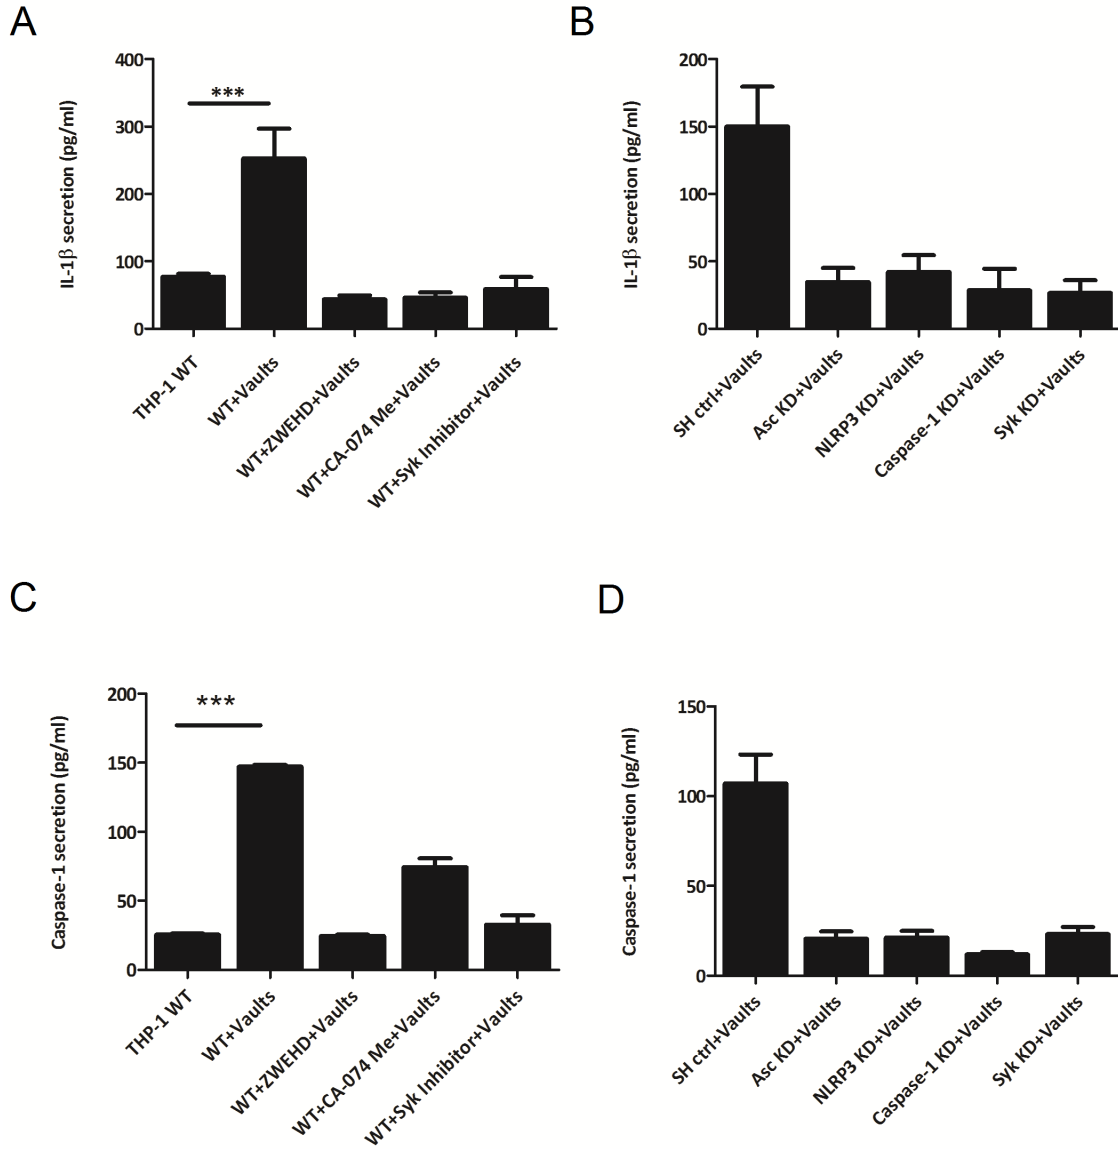 A
IL-1β secretion (pg/ml)
400
300
200
100
0
***
THP-1 WT
WT+Vaults
WT+ZWEHD+Vaults
WT+CA-074 Me+Vaults
WT+Syk Inhibitor+Vaults
B
IL-1β secretion (pg/ml)
200
150
100
50
0
SH ctrl+Vaults
Asc KD+Vaults
NLRP3 KD+Vaults
Caspase-1 KD+Vaults
Syk KD+Vaults
C
Caspase-1 secretion (pg/ml)
200
150
100
50
0
***
THP-1 WT
WT+Vaults
WT+ZWEHD+Vaults
WT+CA-074 Me+Vaults
WT+Syk Inhibitor+Vaults
D
Caspase-1 secretion (pg/ml)
150
100
50
0
SH ctrl+Vaults
Asc KD+Vaults
NLRP3 KD+Vaults
Caspase-1 KD+Vaults
Syk KD+Vaults